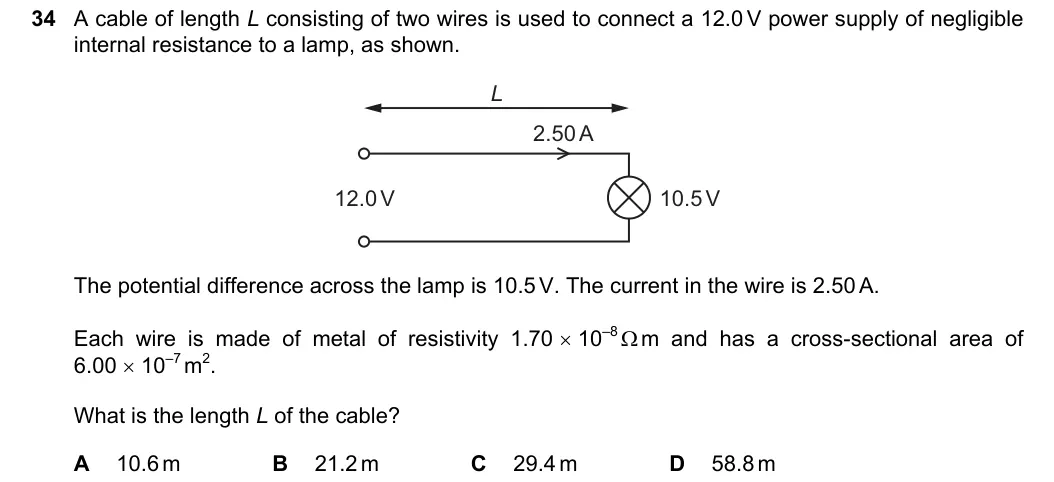 34 A cable of length L consisting of two wires is used to connect a 12.0 V power supply of negligible
internal resistance to a lamp, as shown.
L
2.50 A
12.0 V
10.5 V
The potential difference across the lamp is 10.5 V. The current in the wire is 2.50 A.
Each wire is made of metal of resistivity 1.70 × 10⁻⁸ Ω m and has a cross-sectional area of
6.00 × 10⁻⁷ m².
What is the length L of the cable?
A 10.6 m B 21.2 m C 29.4 m D 58.8 m